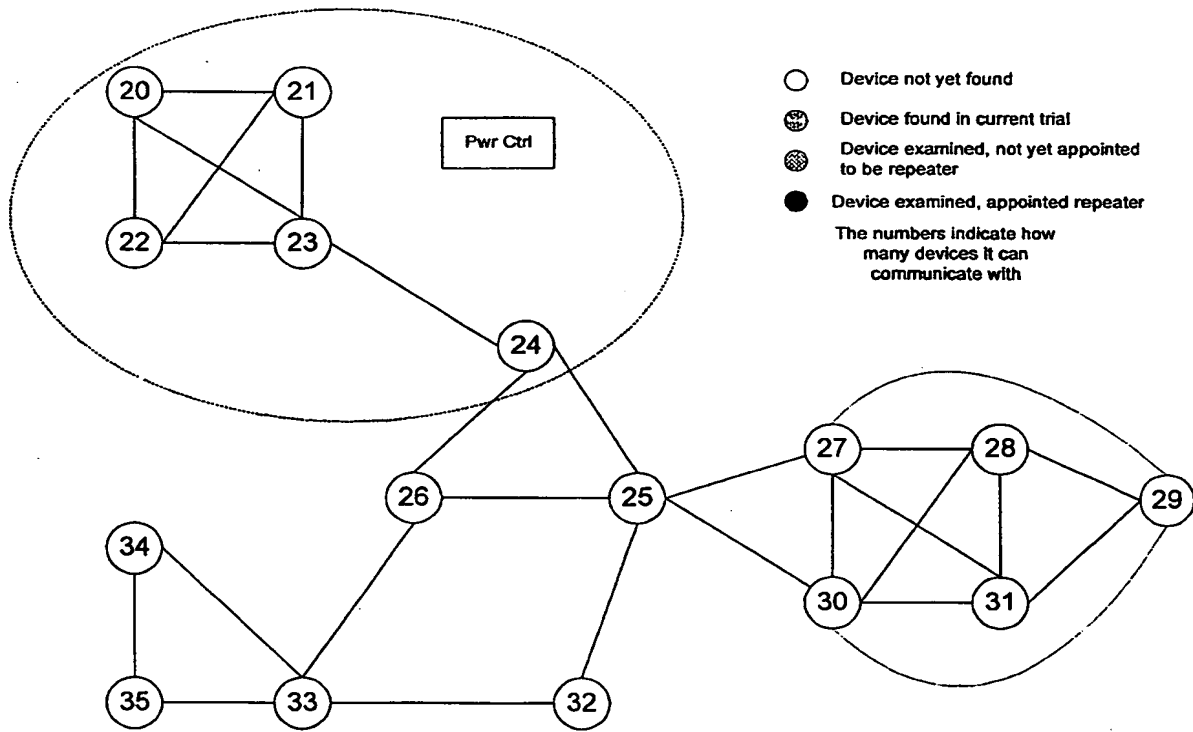 20
21
Pwr Ctrl
22
23
24
Device not yet found
Device found in current trial
Device examined, not yet appointed
to be repeater
Device examined, appointed repeater
The numbers indicate how
many devices it can
communicate with
27
28
26
25
29
34
30
31
35
33
32